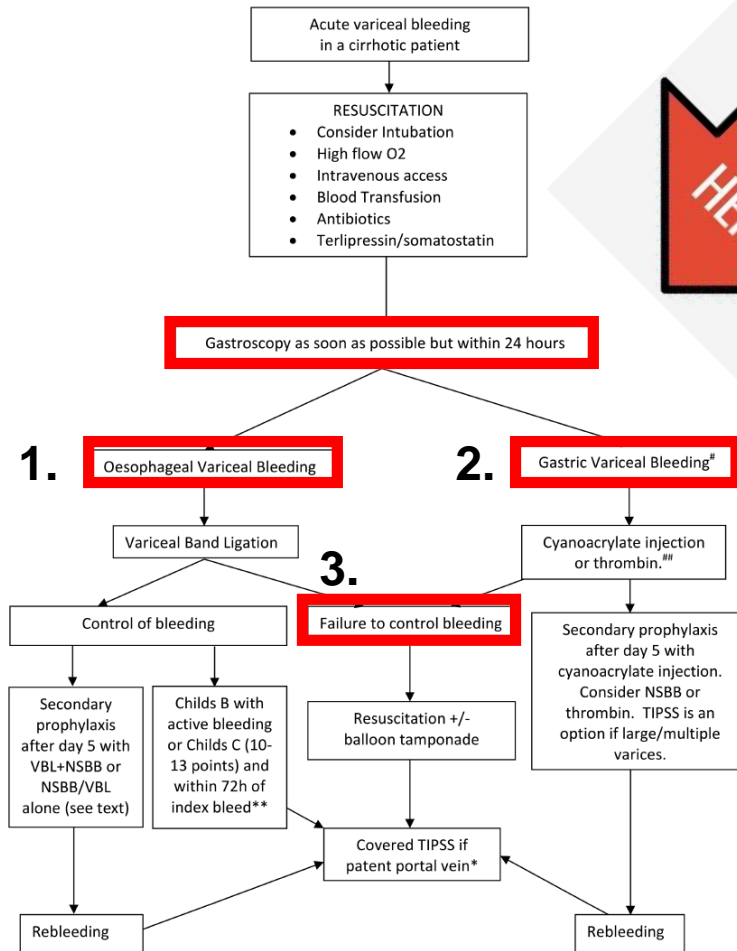 Acute variceal bleeding
in a cirrhotic patient
RESUSCITATION
• Consider Intubation
• High flow O2
• Intravenous access
• Blood Transfusion
• Antibiotics
• Terlipressin/somatostatin
Gastroscopy as soon as possible but within 24 hours
1.
Oesophageal Variceal Bleeding
2.
Gastric Variceal Bleeding#
Variceal Band Ligation
Cyanoacrylate injection
or thrombin.##
3.
Control of bleeding
Failure to control bleeding
Secondary
prophylaxis
after day 5 with
VBL+NSBB or
NSBB/VBL
alone (see text)
Childs B with
active bleeding
or Childs C (10-
13 points) and
within 72h of
index bleed**
Resuscitation +/-
balloon tamponade
Secondary prophylaxis
after day 5 with
cyanoacrylate injection.
Consider NSBB or
thrombin. TIPSS is an
option if large/multiple
varices.
Covered TIPSS if
patent portal vein*
Rebleeding
Rebleeding